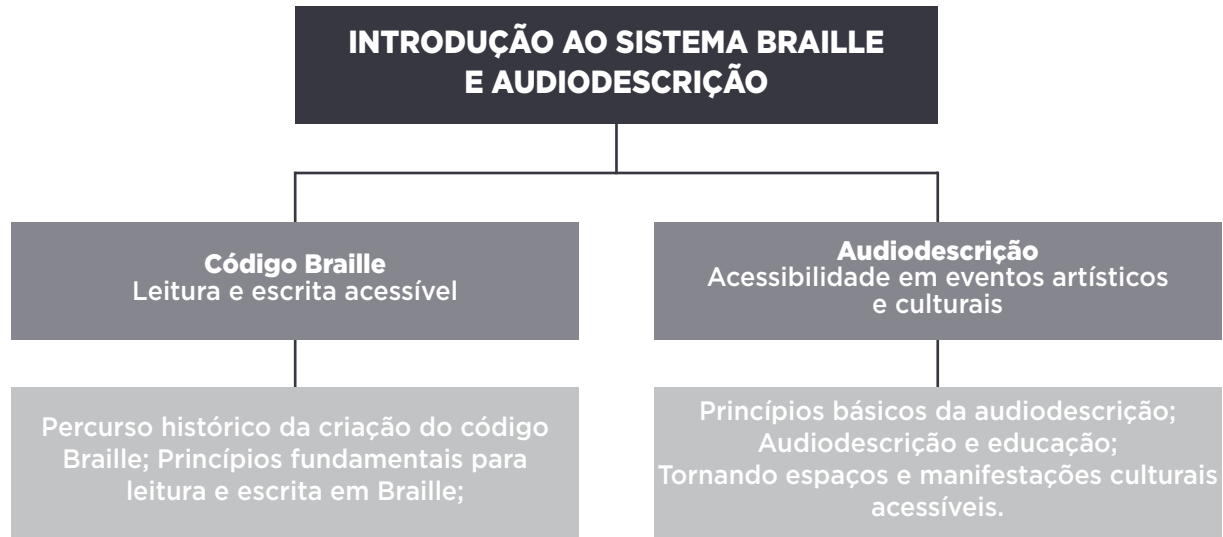 INTRODUÇÃO AO SISTEMA BRAILLE
E AUDIODESCRIÇÃO
Código Braille
Leitura e escrita acessível
Percurso histórico da criação do código
Braille; Princípios fundamentais para
leitura e escrita em Braille;
Audiodescrição
Acessibilidade em eventos artísticos
e culturais
Princípios básicos da audiodescrição;
Audiodescrição e educação;
Tornando espaços e manifestações culturais
acessíveis.